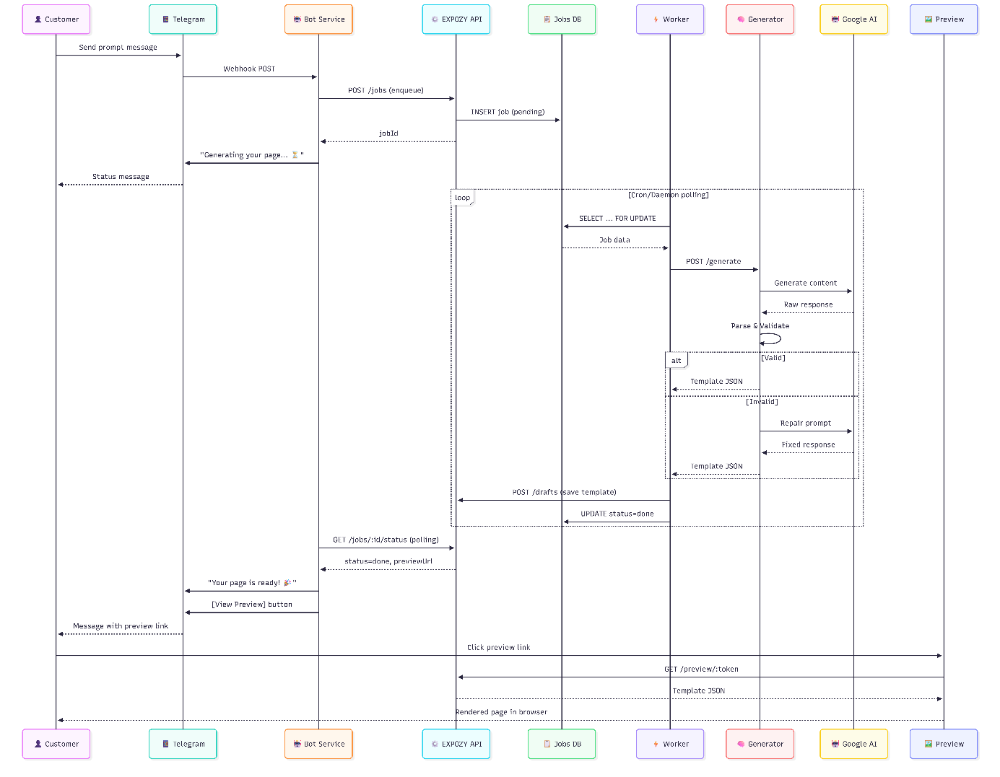 👤 Customer
📱 Telegram
🤖 Bot Service
⚙️ EXPOZY API
📋 Jobs DB
⚡ Worker
🧠 Generator
🤖 Google AI
🖼️ Preview
Send prompt message
Webhook POST
POST /jobs (enqueue)
INSERT job (pending)
jobId
"Generating your page... ⏳ "
Status message
loop
[Cron/Daemon polling]
SELECT ... FOR UPDATE
Job data
POST /generate
Generate content
Raw response
Parse & Validate
alt
[Valid]
Template JSON
[Invalid]
Repair prompt
Fixed response
Template JSON
POST /drafts (save template)
UPDATE status=done
GET /jobs/:id/status (polling)
status=done, previewUrl
"Your page is ready! 🎉"
[View Preview] button
Message with preview link
Click preview link
GET /preview/:token
Template JSON
Rendered page in browser
👤 Customer
📱 Telegram
🤖 Bot Service
⚙️ EXPOZY API
📋 Jobs DB
⚡ Worker
🧠 Generator
🤖 Google AI
🖼️ Preview